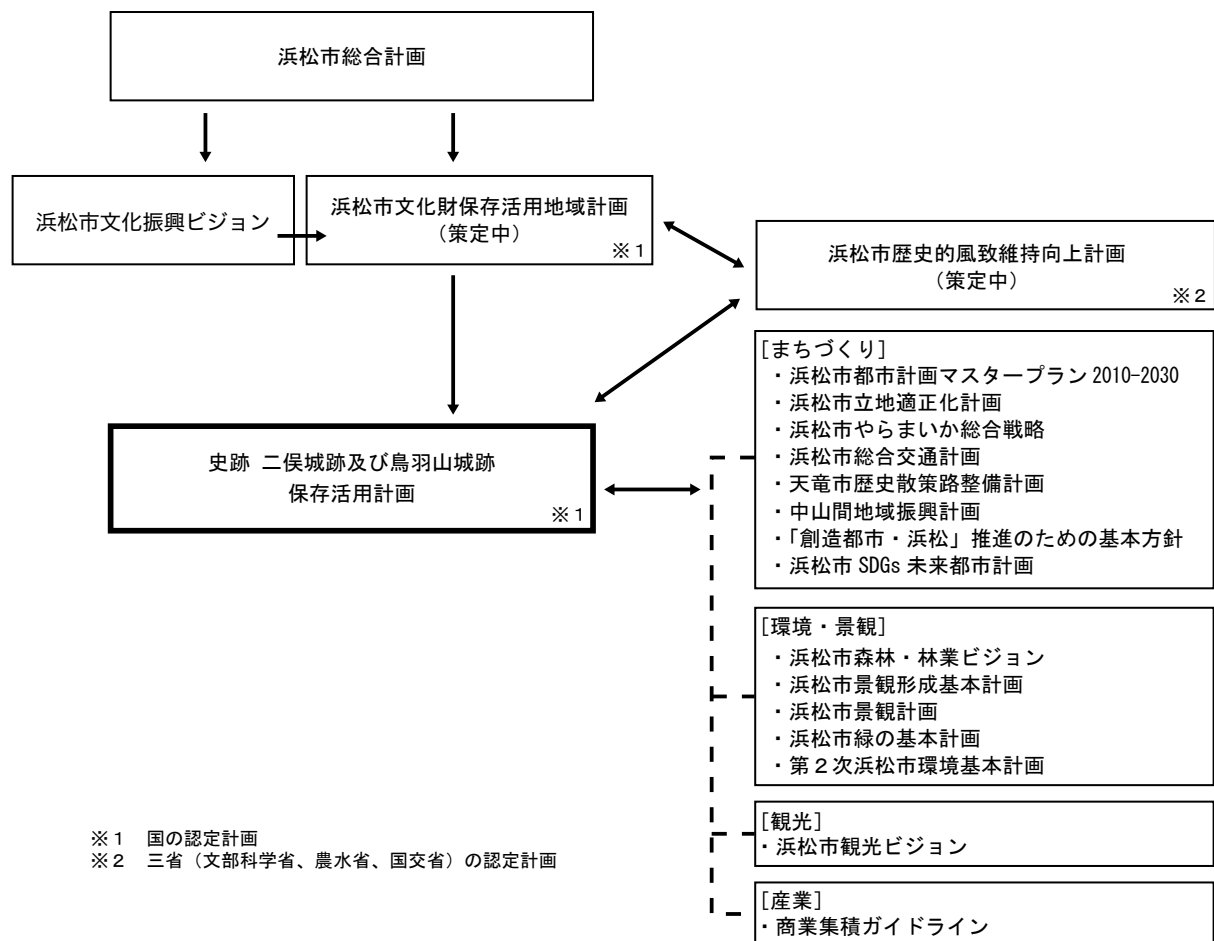 浜松市総合計画
浜松市文化振興ビジョン
浜松市文化財保存活用地域計画
（策定中）
※１
浜松市歴史的風致維持向上計画
（策定中）
※２
史跡 二俣城跡及び鳥羽山城跡
保存活用計画
※１
[まちづくり]
・浜松市都市計画マスタープラン 2010-2030
・浜松市立地適正化計画
・浜松市やらまいか総合戦略
・浜松市総合交通計画
・天竜市歴史散策路整備計画
・中山間地域振興計画
・「創造都市・浜松」推進のための基本方針
・浜松市 SDGs 未来都市計画
[環境・景観]
・浜松市森林・林業ビジョン
・浜松市景観形成基本計画
・浜松市景観計画
・浜松市緑の基本計画
・第２次浜松市環境基本計画
[観光]
・浜松市観光ビジョン
[産業]
・商業集積ガイドライン
※１　国の認定計画
※２　三省（文部科学省、農水省、国交省）の認定計画